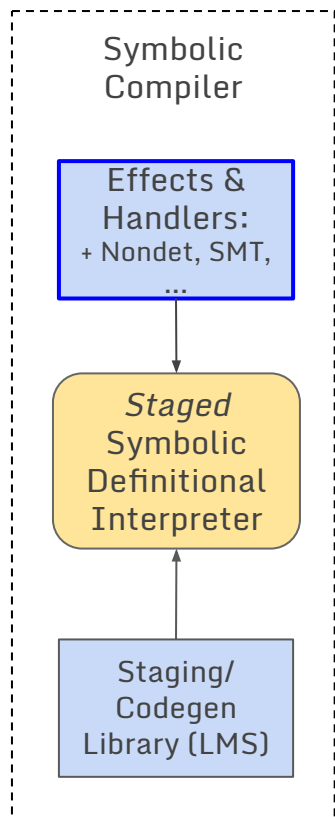 Symbolic
Compiler
Effects &
Handlers:
+ Nondet, SMT,
...
Staged
Symbolic
Definitional
Interpreter
Staging/
Codegen
Library (LMS)